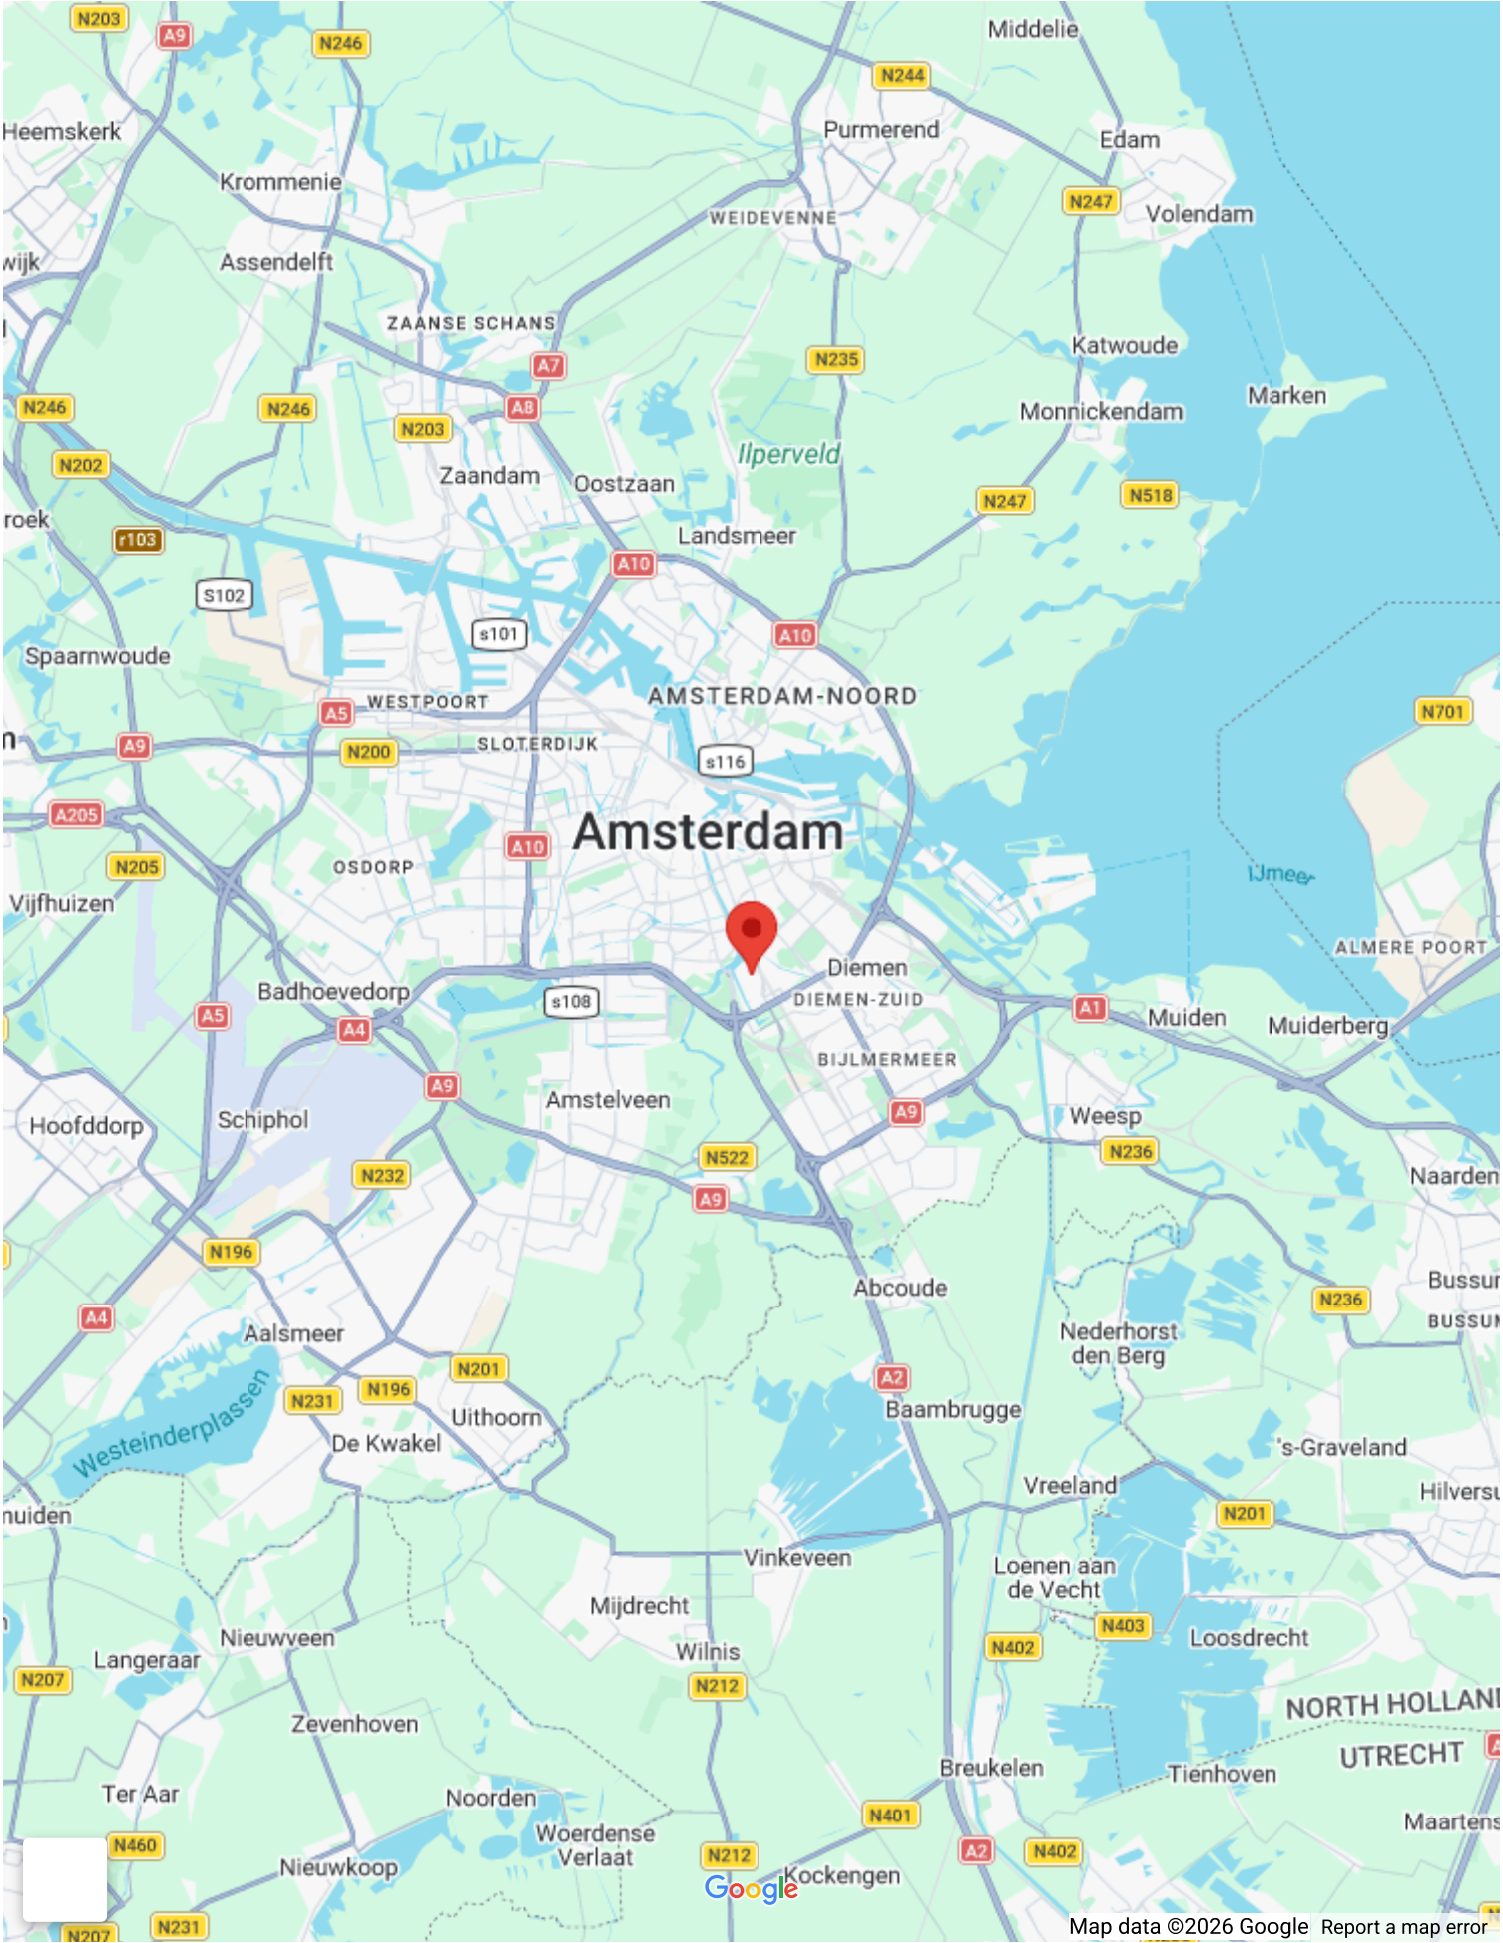 N203
A9
N246
Middelie
N244
Heemskerk
Purmerend
Edam
Krommenie
N247
WEIDEVENNE
Volendam
wijk
Assendelft
ZAANSE SCHANS
Katwoude
N235
A7
Marken
N246
N246
A8
Monnickendam
N203
Ilperveld
N202
Zaandam
Oostzaan
N247
N518
roek
r103
Landsmeer
A10
S102
s101
A10
Spaarnwoude
AMSTERDAM-NOORD
WESTPOORT
A5
N701
n
A9
N200
SLOTERDIJK
s116
A205
Amsterdam
A10
N205
OSDORP
IJmeer
Vijfhuizen
ALMERE POORT
Diemen
Badhoevedorp
s108
DIEMEN-ZUID
A5
A4
A1
Muiden
Muiderberg
BIJLMERMEER
A9
Amstelveen
Hoofddorp
Schiphol
A9
Weesp
N522
N236
N232
Naarden
A9
N196
Abcoude
Bussur
N236
A4
BUSSUM
Aalsmeer
Nederhorst
den Berg
N201
A2
N196
N231
Westeinderplassen
Uithoorn
Baambrugge
De Kwakel
's-Graveland
Vreeland
Hilversu
nuiden
N201
Vinkeveen
Loenen aan
de Vecht
Mijdrecht
N403
Nieuwveen
N402
Loosdrecht
Langeraar
Wilnis
N207
N212
NORTH HOLLAND
Zevenhoven
UTRECHT
A
Breukelen
Tienhoven
Ter Aar
Noorden
N401
Maartens
Woerdense
Verlaat
N460
N212
A2
N402
Nieuwkoop
Kockengen
Google
N231
N207
Map data ©2026 Google
Report a map error